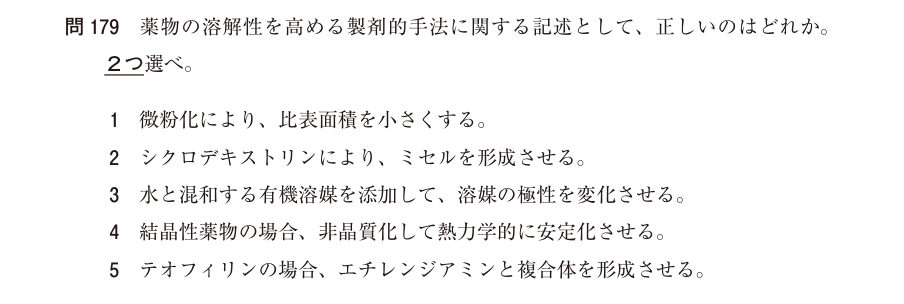 問 179 薬物の溶解性を高める製剤的手法に関する記述として、正しいのはどれか。
２つ選べ。
1 微粉化により、比表面積を小さくする。
2 シクロデキストリンにより、ミセルを形成させる。
3 水と混和する有機溶媒を添加して、溶媒の極性を変化させる。
4 結晶性薬物の場合、非晶質化して熱力学的に安定化させる。
5 テオフィリンの場合、エチレンジアミンと複合体を形成させる。